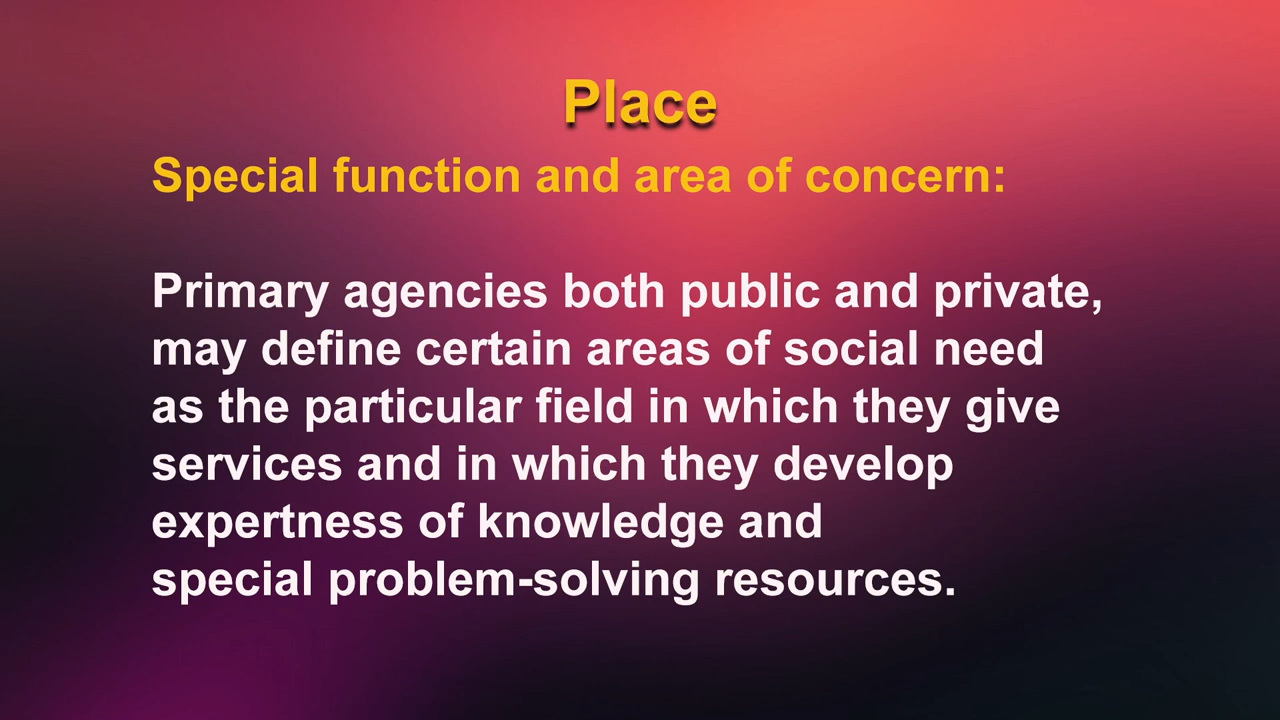 Place
Special function and area of concern:
Primary agencies both public and private,
may define certain areas of social need
as the particular field in which they give
services and in which they develop
expertness of knowledge and
special problem-solving resources.